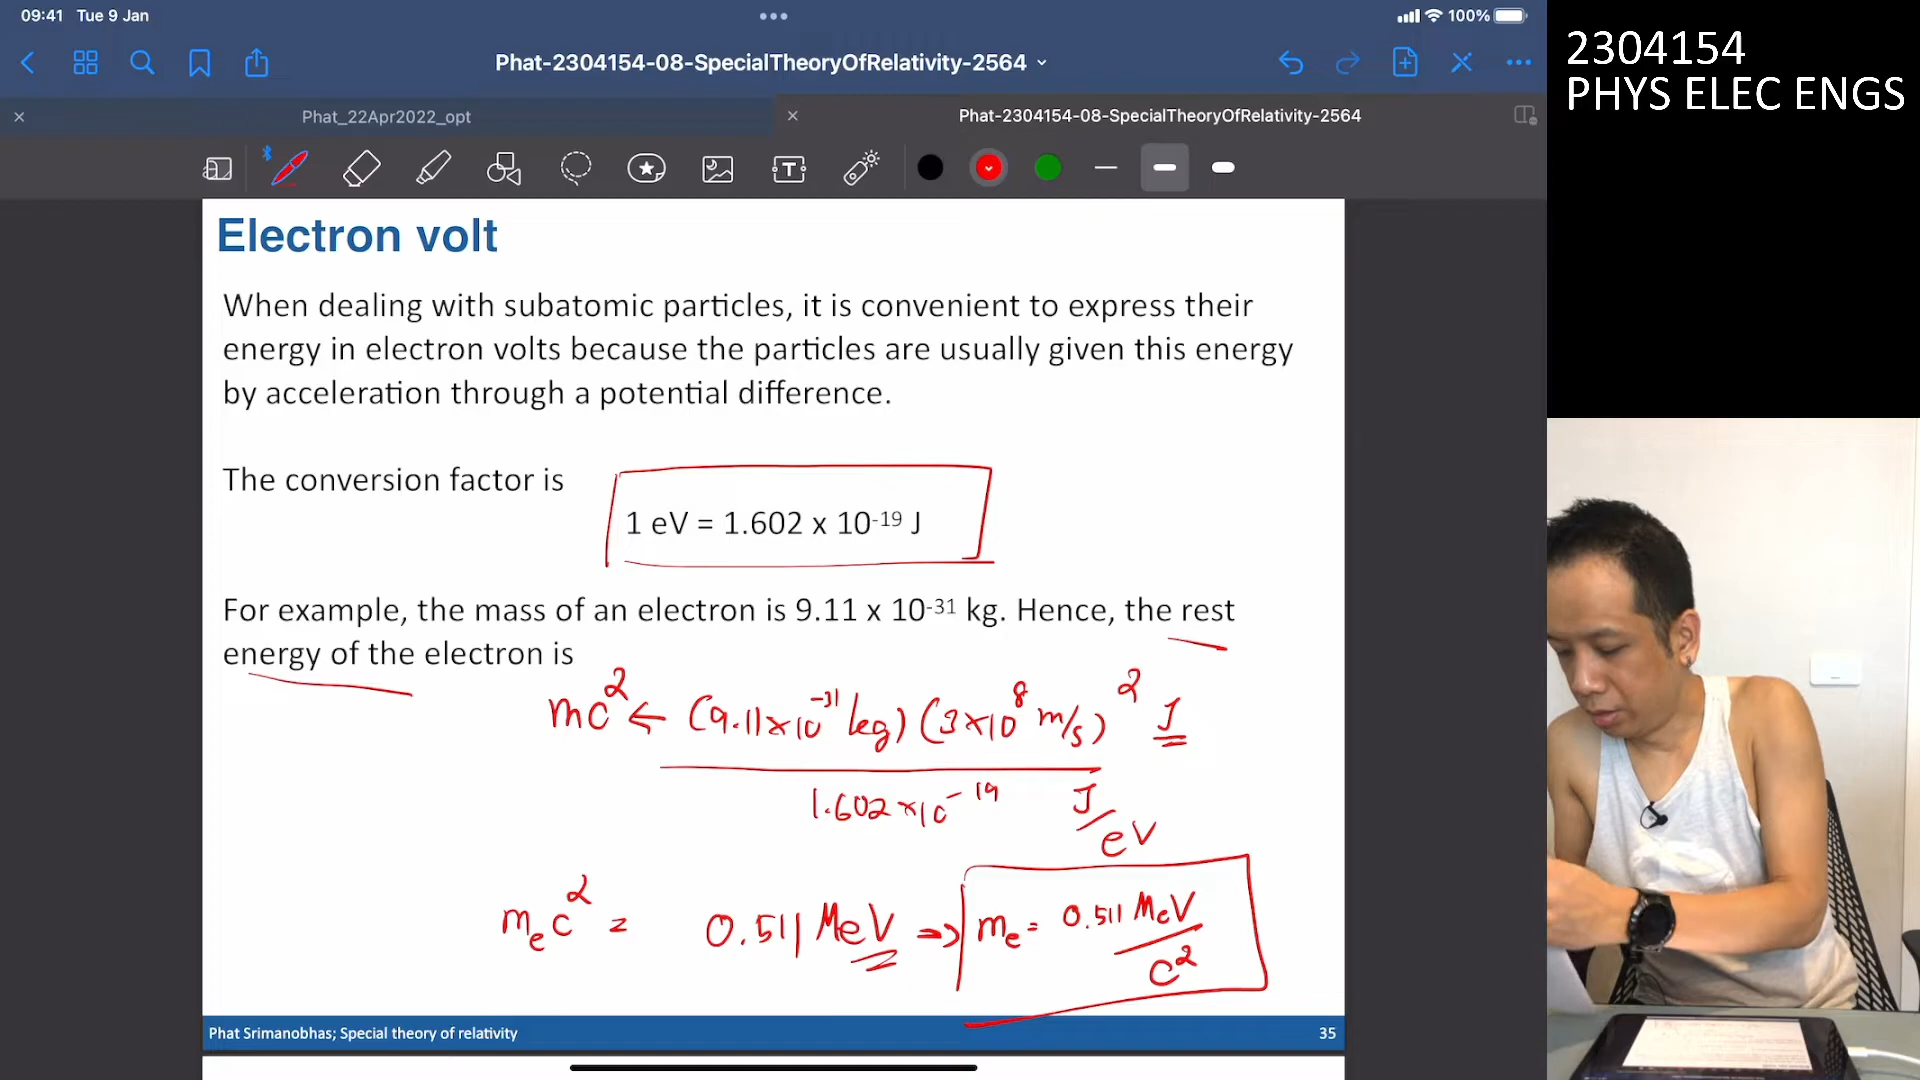 09:41 Tue 9 Jan
100%
Phat-2304154-08-SpecialTheoryOfRelativity-2564
Phat_22Apr2022_opt
Phat-2304154-08-SpecialTheoryOfRelativity-2564
T
2304154
PHYS ELEC ENGS
Electron volt
When dealing with subatomic particles, it is convenient to express their
energy in electron volts because the particles are usually given this energy
by acceleration through a potential difference.
The conversion factor is
1 eV = 1.602 x 10⁻¹⁹ J
For example, the mass of an electron is 9.11 x 10⁻³¹ kg. Hence, the rest
energy of the electron is
mc² ← (9.11×10⁻³¹ kg) (3×10⁸ m/s)² J
1.602×10⁻¹⁹ J/eV
mₑc² = 0.511 MeV ⇒ mₑ = 0.511 MeV/c²
Phat Srimanobhas; Special theory of relativity
35